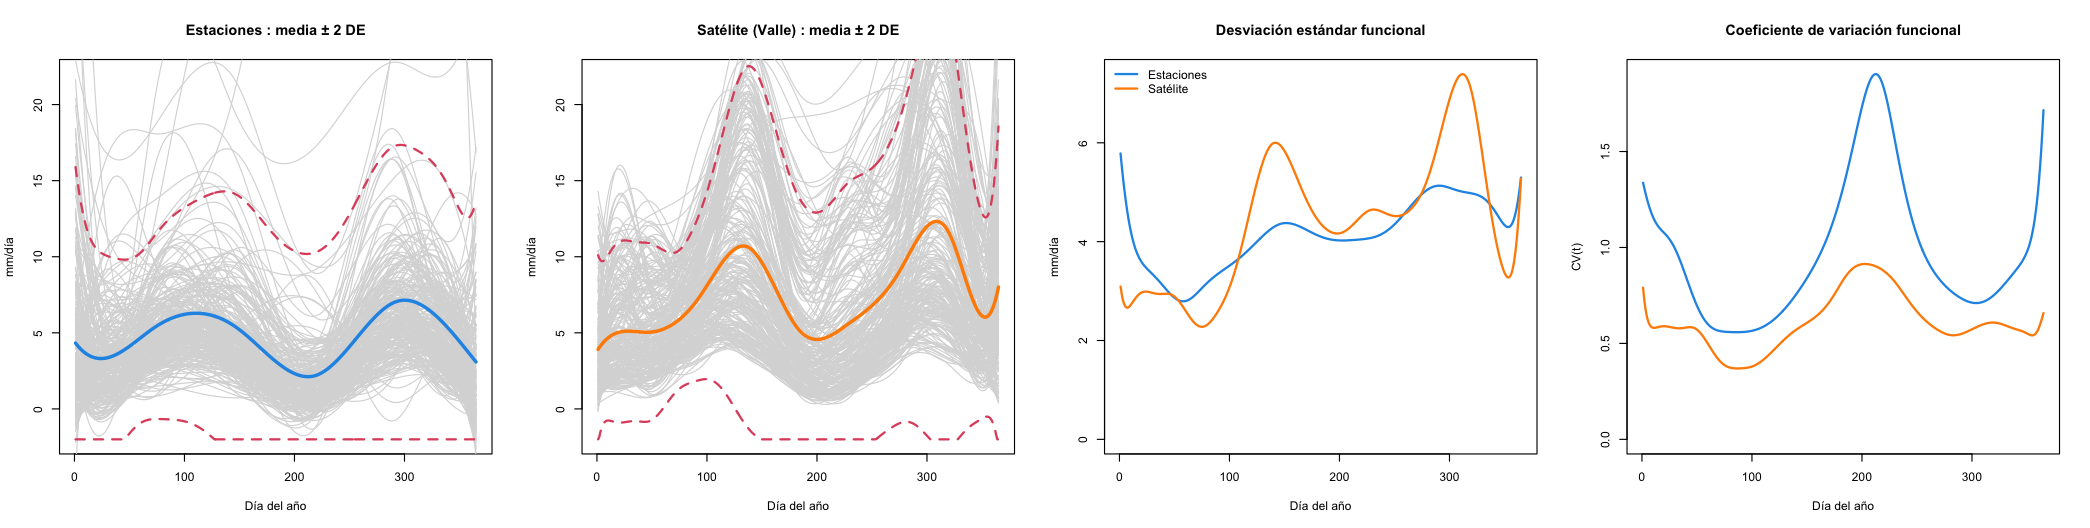 Estaciones : media ± 2 DE
mm/día
20
15
10
5
0
0 100 200 300
Día del año
Satélite (Valle) : media ± 2 DE
mm/día
20
15
10
5
0
0 100 200 300
Día del año
Desviación estándar funcional
Estaciones
Satélite
mm/día
6
4
2
0
0 100 200 300
Día del año
Coeficiente de variación funcional
CV(t)
1.5
1.0
0.5
0.0
0 100 200 300
Día del año